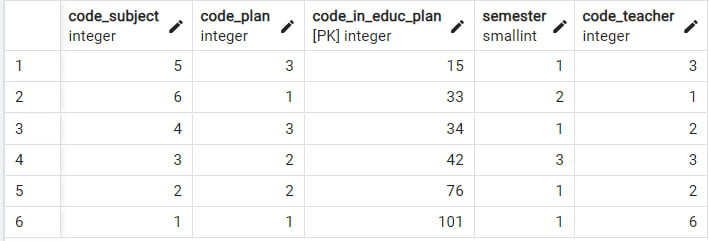 code_subject code_plan code_in_educ_plan semester code_teacher
integer integer [PK] integer smallint integer
1 5 3 15 1 3
2 6 1 33 2 1
3 4 3 34 1 2
4 3 2 42 3 3
5 2 2 76 1 2
6 1 1 101 1 6